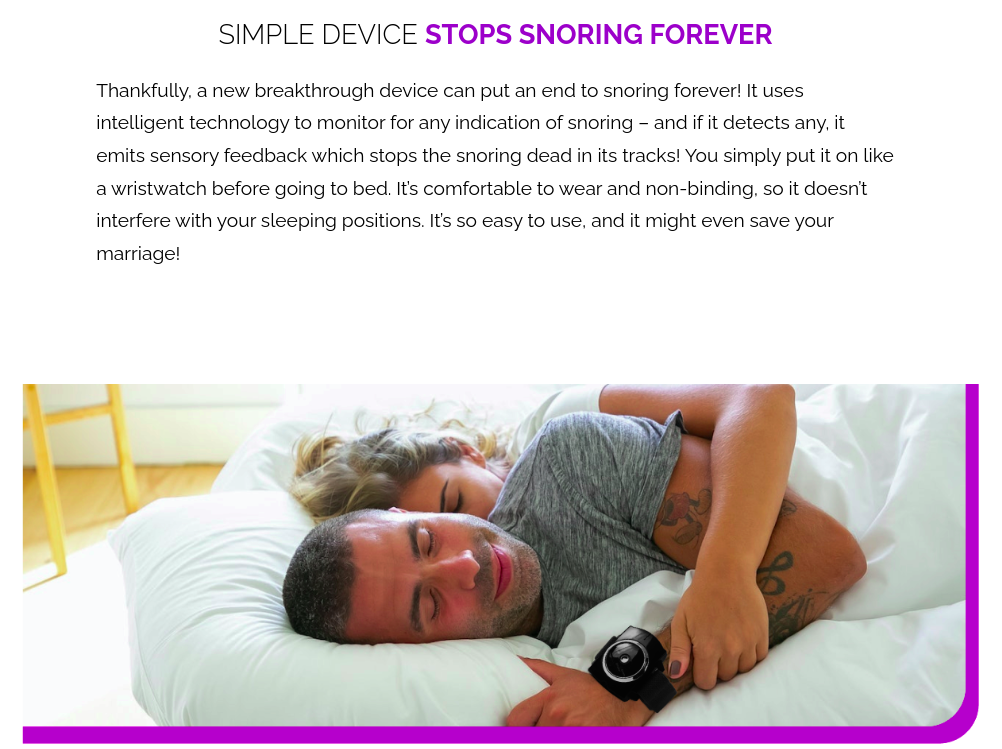 SIMPLE DEVICE STOPS SNORING FOREVER
Thankfully, a new breakthrough device can put an end to snoring forever! It uses
intelligent technology to monitor for any indication of snoring – and if it detects any, it
emits sensory feedback which stops the snoring dead in its tracks! You simply put it on like
a wristwatch before going to bed. It’s comfortable to wear and non-binding, so it doesn’t
interfere with your sleeping positions. It’s so easy to use, and it might even save your
marriage!